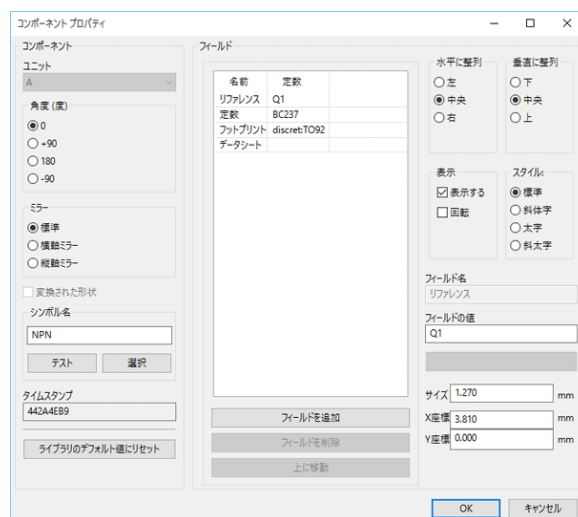 コンポーネント プロパティ
コンポーネント
ユニット
A
角度 (度)
0
+90
180
-90
ミラー
標準
横軸ミラー
縦軸ミラー
変換された形状
シンボル名
NPN
テスト 選択
タイムスタンプ
442A4EB9
ライブラリのデフォルト値にリセット
フィールド
名前 定数
リファレンス Q1
定数 BC237
フットプリント discret:TO92
データシート
フィールドを追加
フィールドを削除
上に移動
水平に整列
左
中央
右
垂直に整列
下
中央
上
表示
表示する
回転
スタイル:
標準
斜体字
太字
斜太字
フィールド名
リファレンス
フィールドの値
Q1
サイズ 1.270 mm
X座標 3.810 mm
Y座標 0.000 mm
OK キャンセル